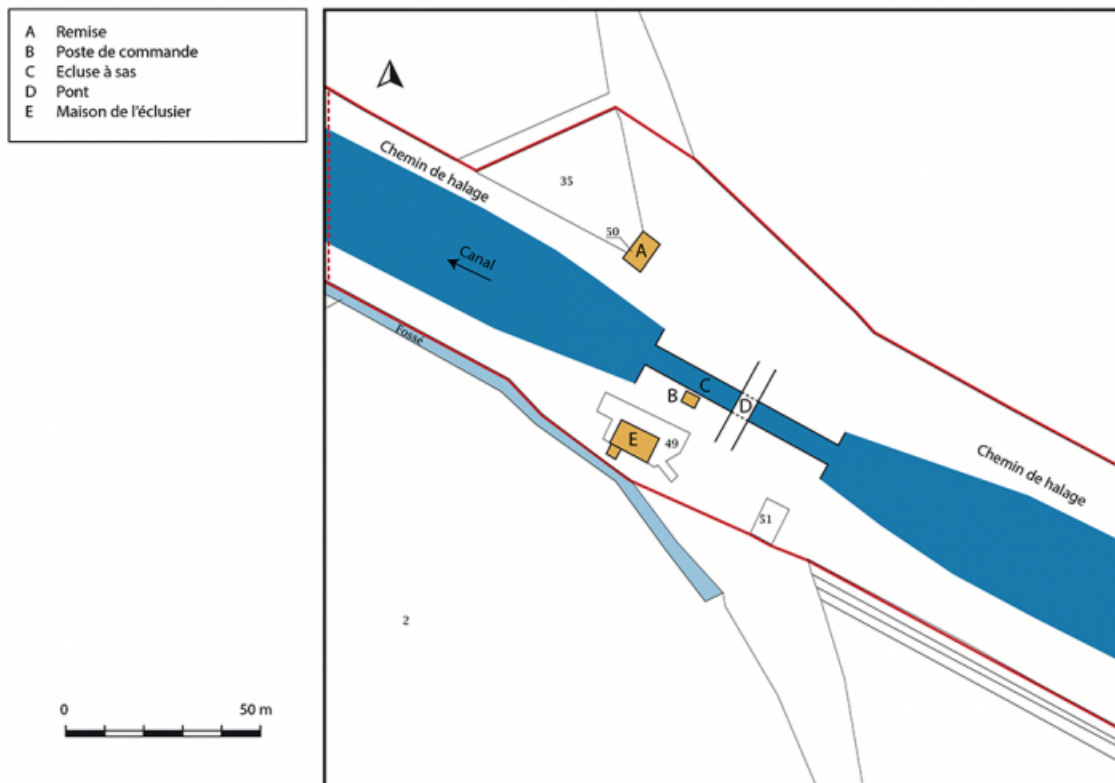 A Remise
B Poste de commande
C Ecluse à sas
D Pont
E Maison de l'éclusier
Chemin de halage
35
50
A
Canal
Fossé
C
B
D
E
49
Chemin de halage
51
2
0 50 m